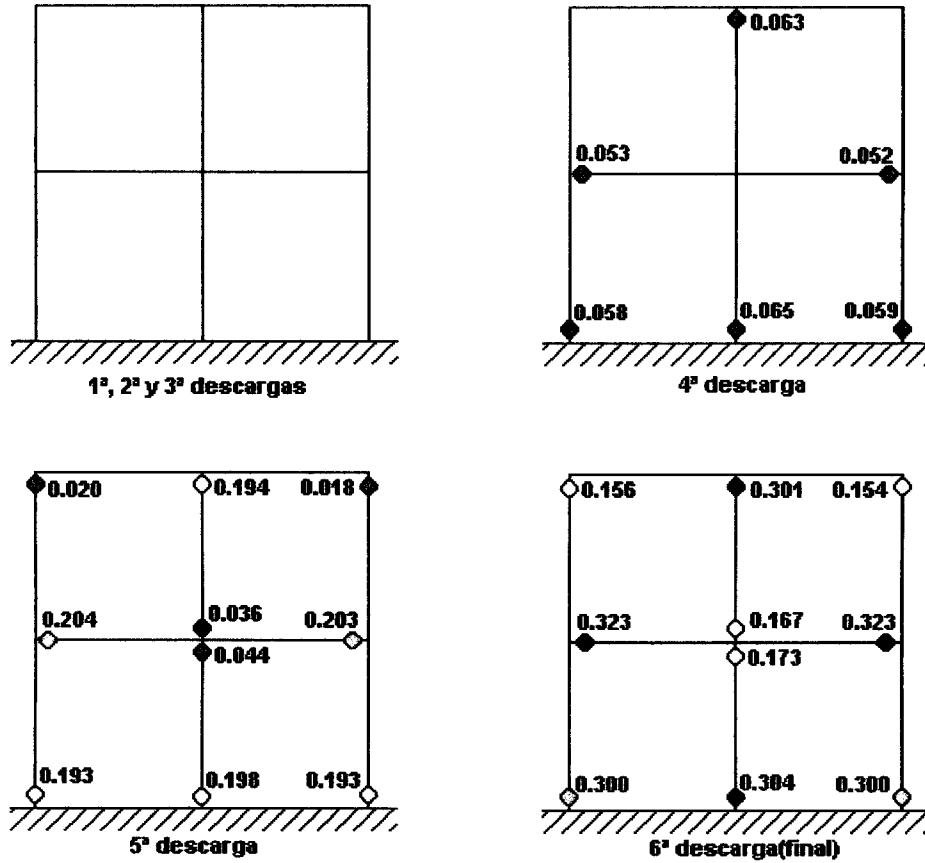 0.063
0.053 0.052
0.058 0.065 0.059
1ª, 2ª y 3ª descargas
4ª descarga
0.020 0.194 0.018
0.204 0.036 0.203
0.044
0.193 0.198 0.193
5ª descarga
0.156 0.301 0.154
0.323 0.167 0.323
0.173
0.300 0.304 0.300
6ª descarga(final)